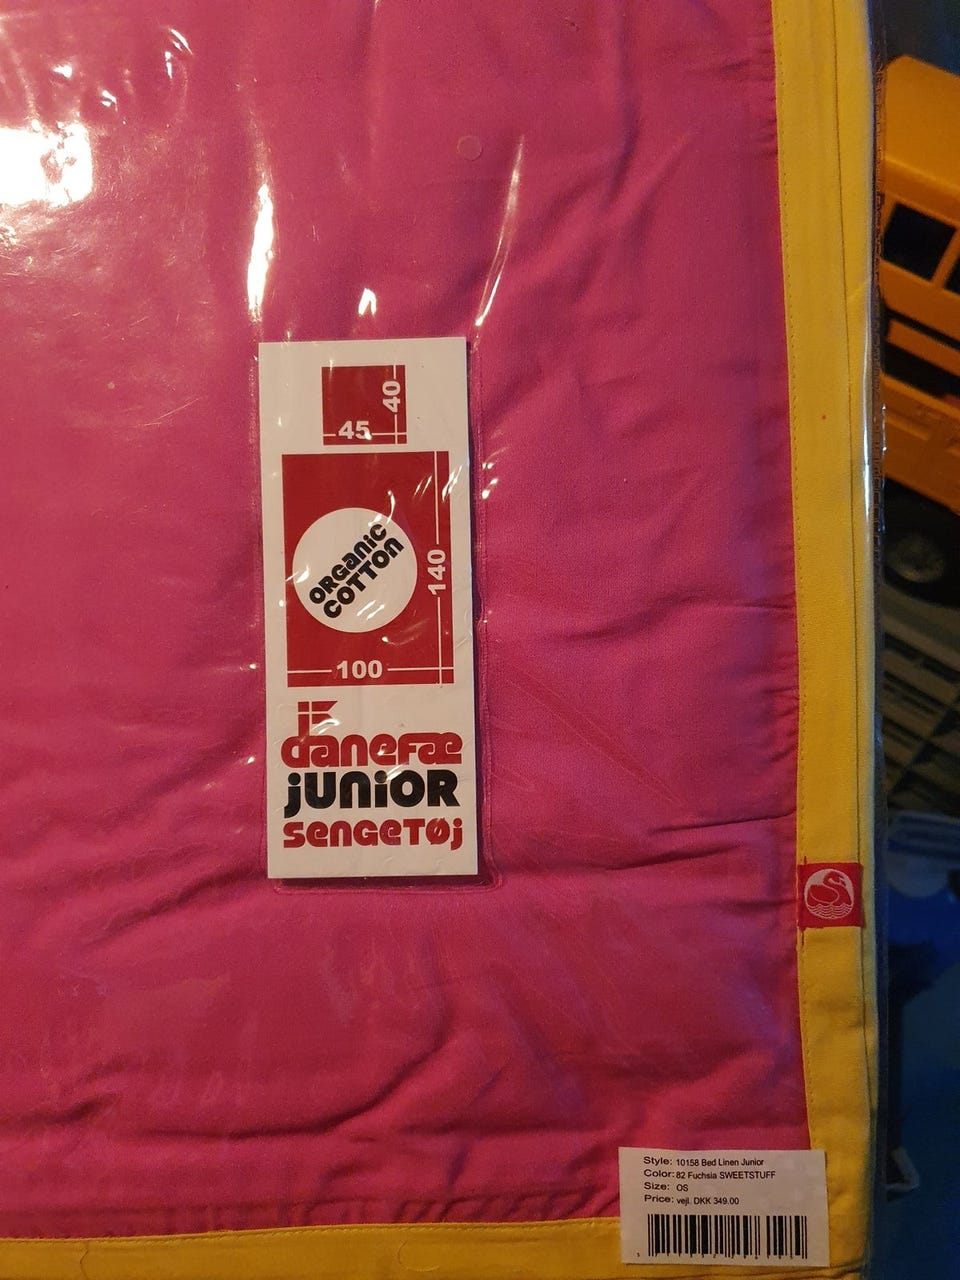 40
45
ORGANIC
COTTON
140
100
DANEFÆ
JUNIOR
SENGETØJ
Style: 10158 Bed Linen Junior
Color: 82 Fuchsia SWEETSTUFF
Size: OS
Price: vejl. DKK 349.00